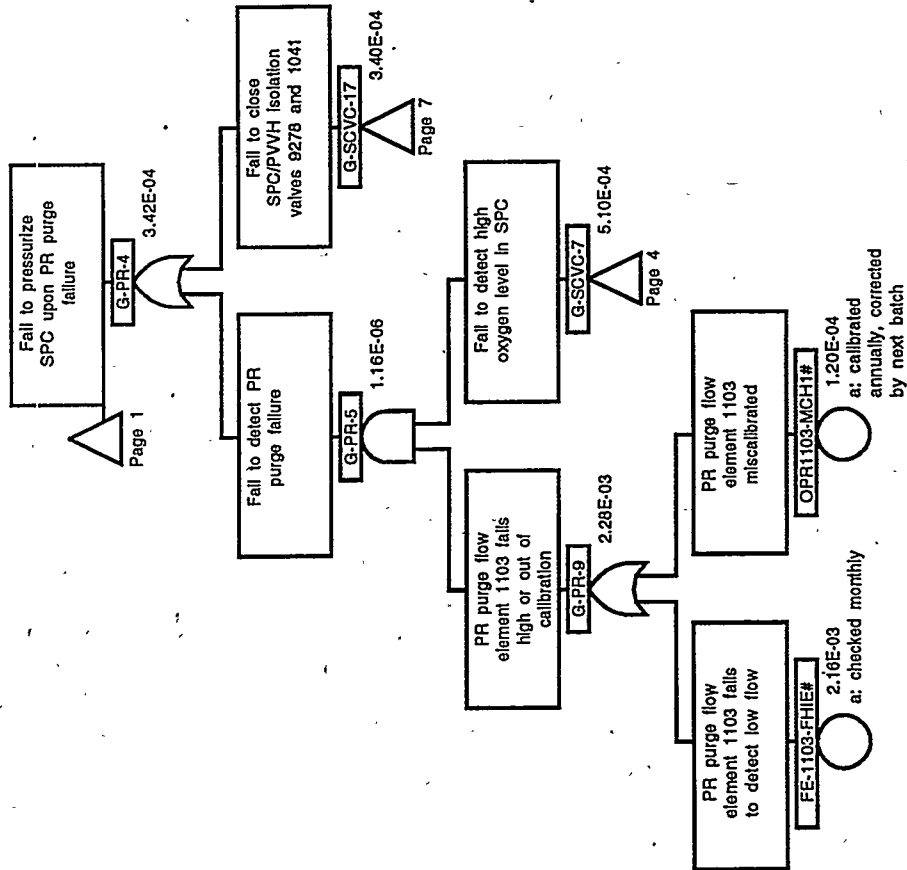 Fail to pressurize
SPC upon PR purge
failure
G-PR-4
3.42E-04
Page 1
Fail to detect PR
purge failure
G-PR-5
1.16E-06
Fail to close
SPC/PVVH Isolation
valves 9278 and 1041
G-SCVC-17
3.40E-04
Page 7
PR purge flow
element 1103 fails
high or out of
calibration
G-PR-9
2.28E-03
Fail to detect high
oxygen level in SPC
G-SCVC-7
5.10E-04
Page 4
PR purge flow
element 1103 fails
to detect low flow
FE-1103-FHIE#
2.16E-03
a: checked monthly
PR purge flow
element 1103
miscalibrated
OPR1103-MCH1#
1.20E-04
a: calibrated
annually, corrected
by next batch